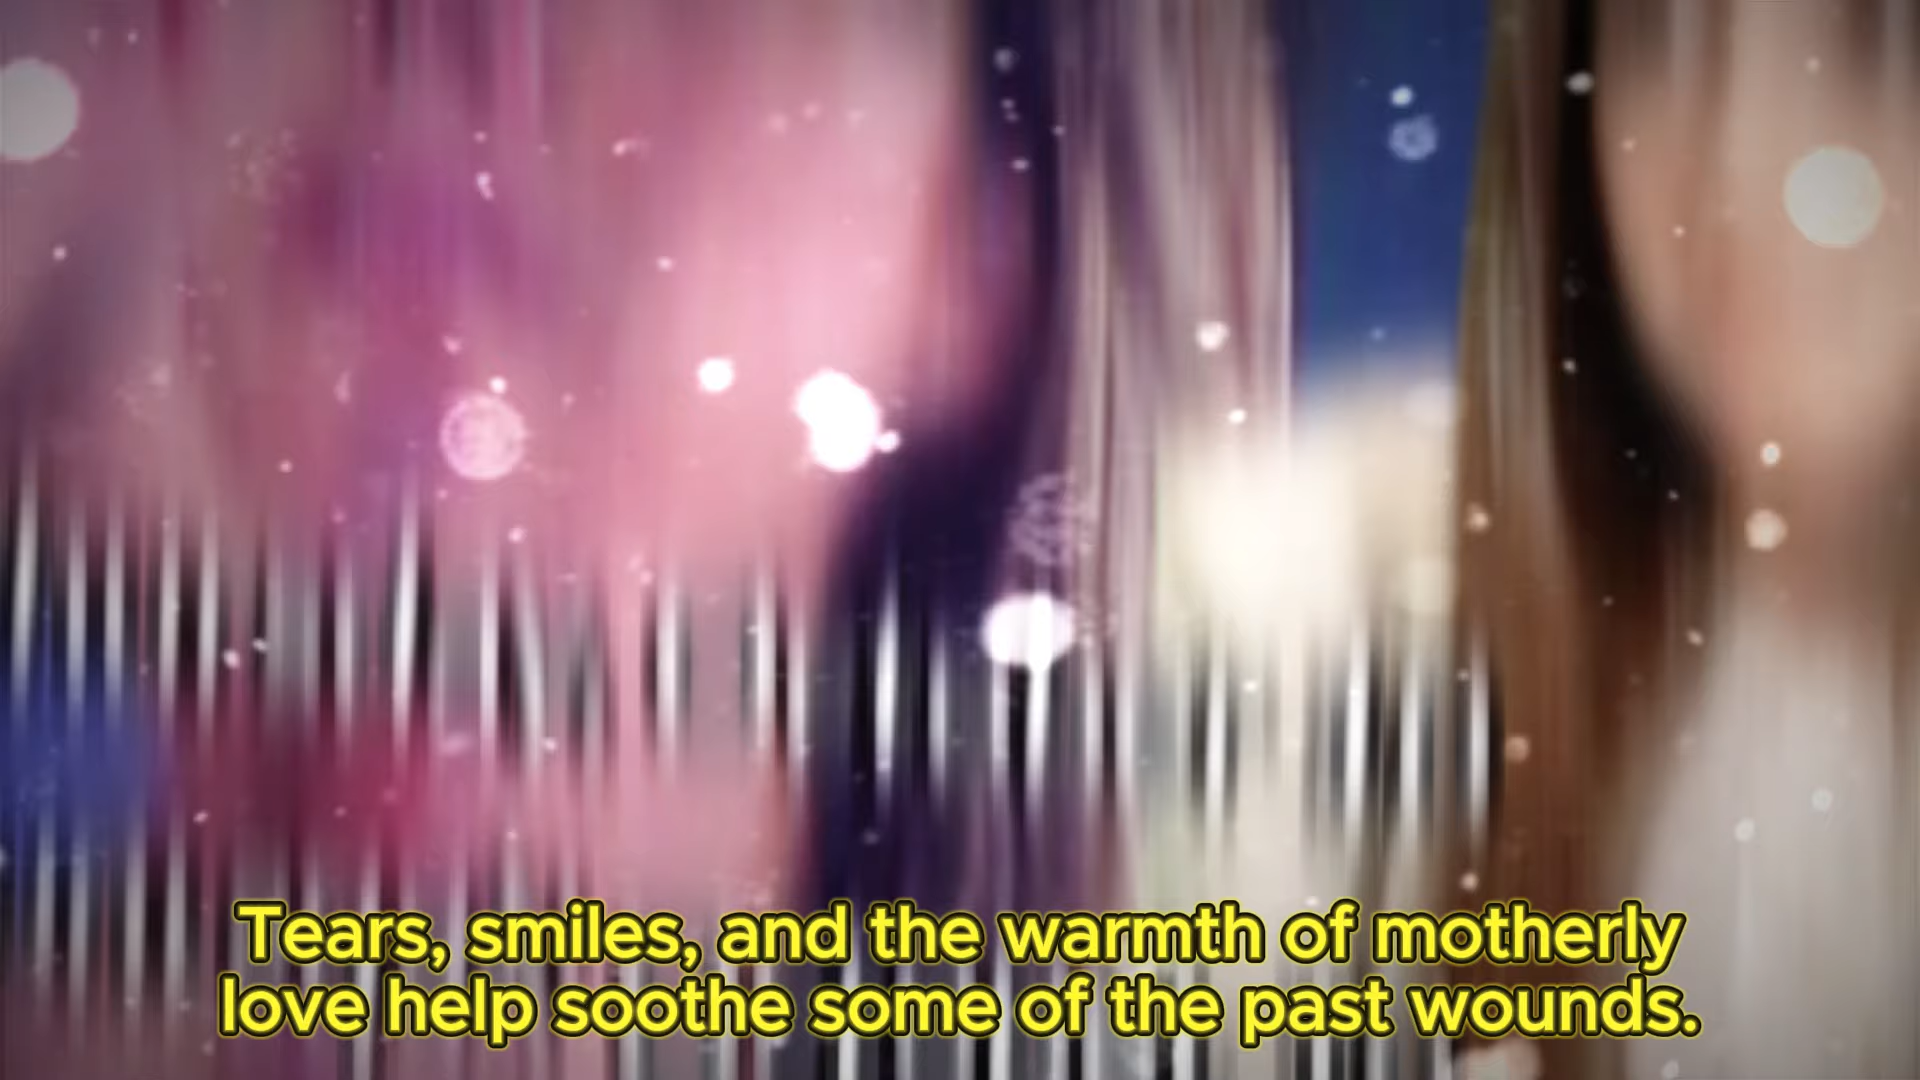 Tears, smiles, and the warmth of motherly
love help soothe some of the past wounds.